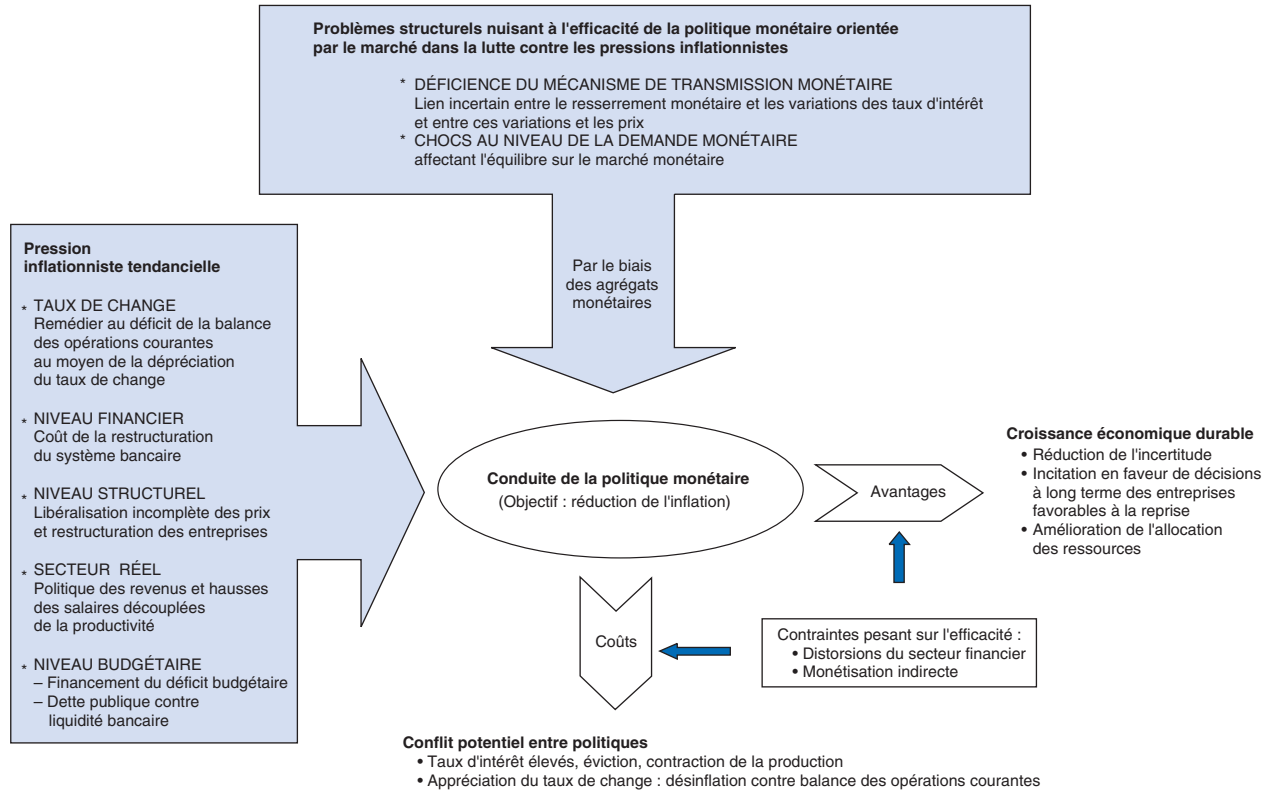 Problèmes structurels nuisant à l'efficacité de la politique monétaire orientée
par le marché dans la lutte contre les pressions inflationnistes
* DÉFICIENCE DU MÉCANISME DE TRANSMISSION MONÉTAIRE
Lien incertain entre le resserrement monétaire et les variations des taux d'intérêt
et entre ces variations et les prix
* CHOCS AU NIVEAU DE LA DEMANDE MONÉTAIRE
affectant l'équilibre sur le marché monétaire
Par le biais
des agrégats
monétaires
Pression
inflationniste tendancielle
* TAUX DE CHANGE
Remédier au déficit de la balance
des opérations courantes
au moyen de la dépréciation
du taux de change
* NIVEAU FINANCIER
Coût de la restructuration
du système bancaire
* NIVEAU STRUCTUREL
Libéralisation incomplète des prix
et restructuration des entreprises
* SECTEUR RÉEL
Politique des revenus et hausses
des salaires découplées
de la productivité
* NIVEAU BUDGÉTAIRE
– Financement du déficit budgétaire
– Dette publique contre
liquidité bancaire
Conduite de la politique monétaire
(Objectif : réduction de l'inflation)
Avantages
Croissance économique durable
• Réduction de l'incertitude
• Incitation en faveur de décisions
à long terme des entreprises
favorables à la reprise
• Amélioration de l'allocation
des ressources
Coûts
Contraintes pesant sur l'efficacité :
• Distorsions du secteur financier
• Monétisation indirecte
Conflit potentiel entre politiques
• Taux d'intérêt élevés, éviction, contraction de la production
• Appréciation du taux de change : désinflation contre balance des opérations courantes